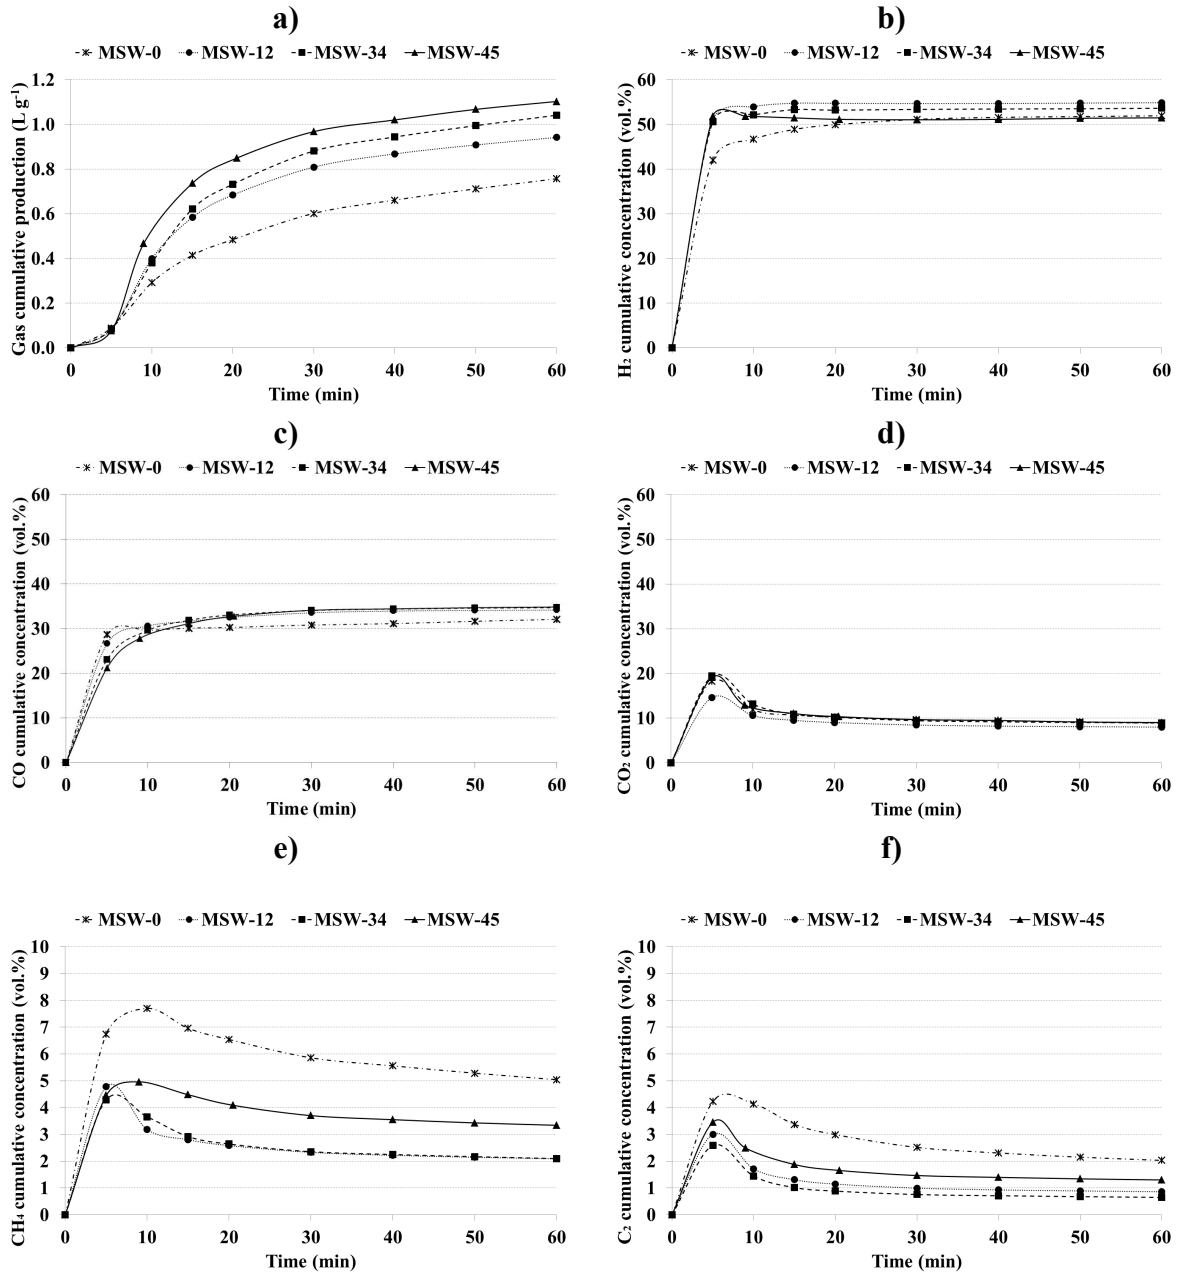 a)
MSW-0 MSW-12 MSW-34 MSW-45
Gas cumulative production (L g⁻¹)
1.2
1.0
0.8
0.6
0.4
0.2
0.0
0 10 20 30 40 50 60
Time (min)
b)
MSW-0 MSW-12 MSW-34 MSW-45
H₂ cumulative concentration (vol.%)
60
50
40
30
20
10
0
0 10 20 30 40 50 60
Time (min)
c)
MSW-0 MSW-12 MSW-34 MSW-45
CO cumulative concentration (vol.%)
60
50
40
30
20
10
0
0 10 20 30 40 50 60
Time (min)
d)
MSW-0 MSW-12 MSW-34 MSW-45
CO₂ cumulative concentration (vol.%)
60
50
40
30
20
10
0
0 10 20 30 40 50 60
Time (min)
e)
MSW-0 MSW-12 MSW-34 MSW-45
CH₄ cumulative concentration (vol.%)
10
9
8
7
6
5
4
3
2
1
0
0 10 20 30 40 50 60
Time (min)
f)
MSW-0 MSW-12 MSW-34 MSW-45
C₂ cumulative concentration (vol.%)
10
9
8
7
6
5
4
3
2
1
0
0 10 20 30 40 50 60
Time (min)